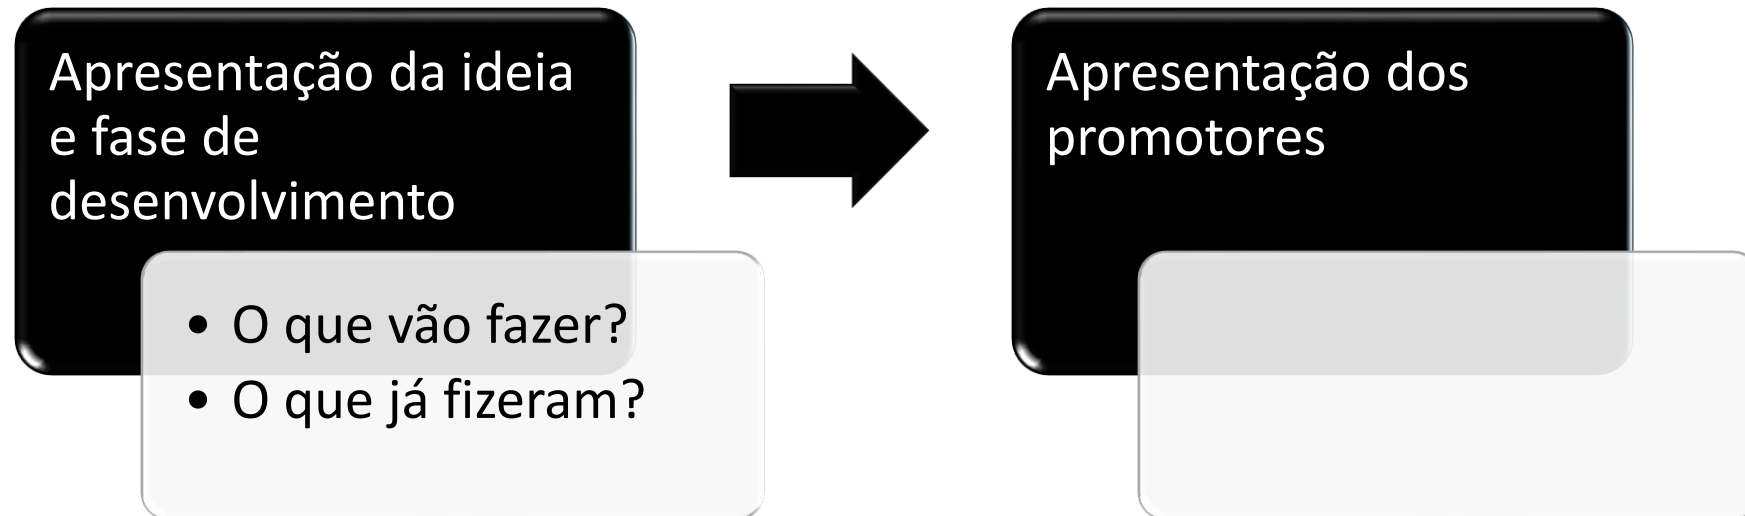 Apresentação da ideia
e fase de
desenvolvimento
• O que vão fazer?
• O que já fizeram?
Apresentação dos
promotores